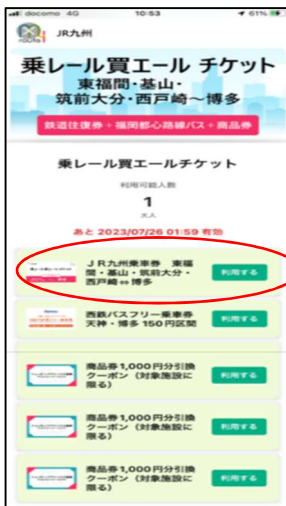 docomo 4G 10:53 61%
JR九州
乗レール買エール チケット
東福間・基山・
筑前大分・西戸崎～博多
鉄道往復券+福岡都心路線バス+商品券
乗レール買エールチケット
利用可能人数
1
大人
あと 2023/07/26 01:59 有効
JR九州乗車券 東福
間・基山・筑前大分・
西戸崎⇔博多
利用する
西鉄バスフリー乗車券
天神・博多150円区間
利用する
商品券1,000円分引換
クーポン（対象施設に
限る）
利用する
商品券1,000円分引換
クーポン（対象施設に
限る）
利用する
商品券1,000円分引換
クーポン（対象施設に
限る）
利用する